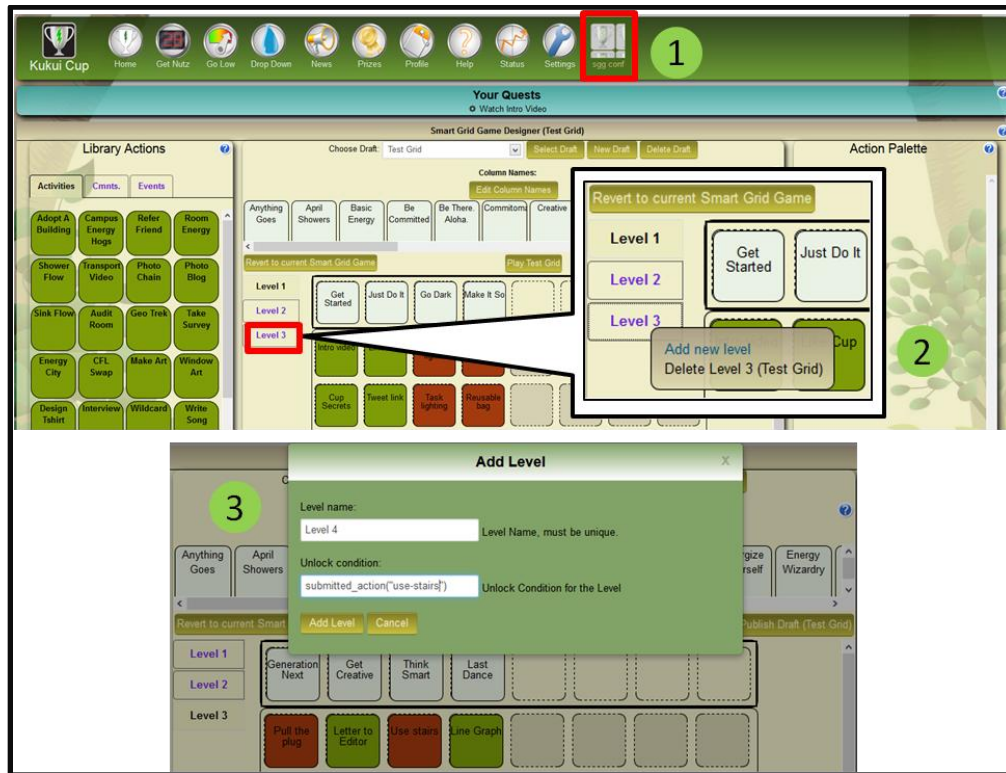 Kukui Cup
Home
Get Nutz
Go Low
Drop Down
News
Prizes
Profile
Help
Status
Settings
sgg conf
1
Your Quests
Watch Intro Video
Smart Grid Game Designer (Test Grid)
Library Actions
Activities
Cmnts.
Events
Adopt A
Building
Campus
Energy
Hogs
Refer
Friend
Room
Energy
Shower
Flow
Transport
Video
Photo
Chain
Photo
Blog
Sink Flow
Audit
Room
Geo Trek
Take
Survey
Energy
City
CFL
Swap
Make Art
Window
Art
Design
Tshirt
Interview
Wildcard
Write
Song
Choose Draft:
Test Grid
Select Draft
New Draft
Delete Draft
Column Names:
Edit Column Names
Anything
Goes
April
Showers
Basic
Energy
Be
Committed
Be There.
Aloha.
Commitom
Creative
Revert to current Smart Grid Game
Play Test Grid
Level 1
Level 2
Level 3
Get
Started
Just Do It
Go Dark
Make It So
Intro video
Cup
Secrets
Tweet link
Task
lighting
Reusable
bag
Revert to current Smart Grid Game
Level 1
Level 2
Level 3
Get
Started
Just Do It
Cup
Add new level
Delete Level 3 (Test Grid)
Action Palette
2
3
Add Level
X
Level name:
Level 4
Level Name, must be unique.
Unlock condition:
submitted_action("use-stairs")
Unlock Condition for the Level
Add Level
Cancel
Anything
Goes
April
Showers
rgize
rself
Energy
Wizardry
Revert to current Smart
Publish Draft (Test Grid)
Level 1
Level 2
Level 3
Generation
Next
Get
Creative
Think
Smart
Last
Dance
Pull the
plug
Letter to
Editor
Use stairs
Line Graph